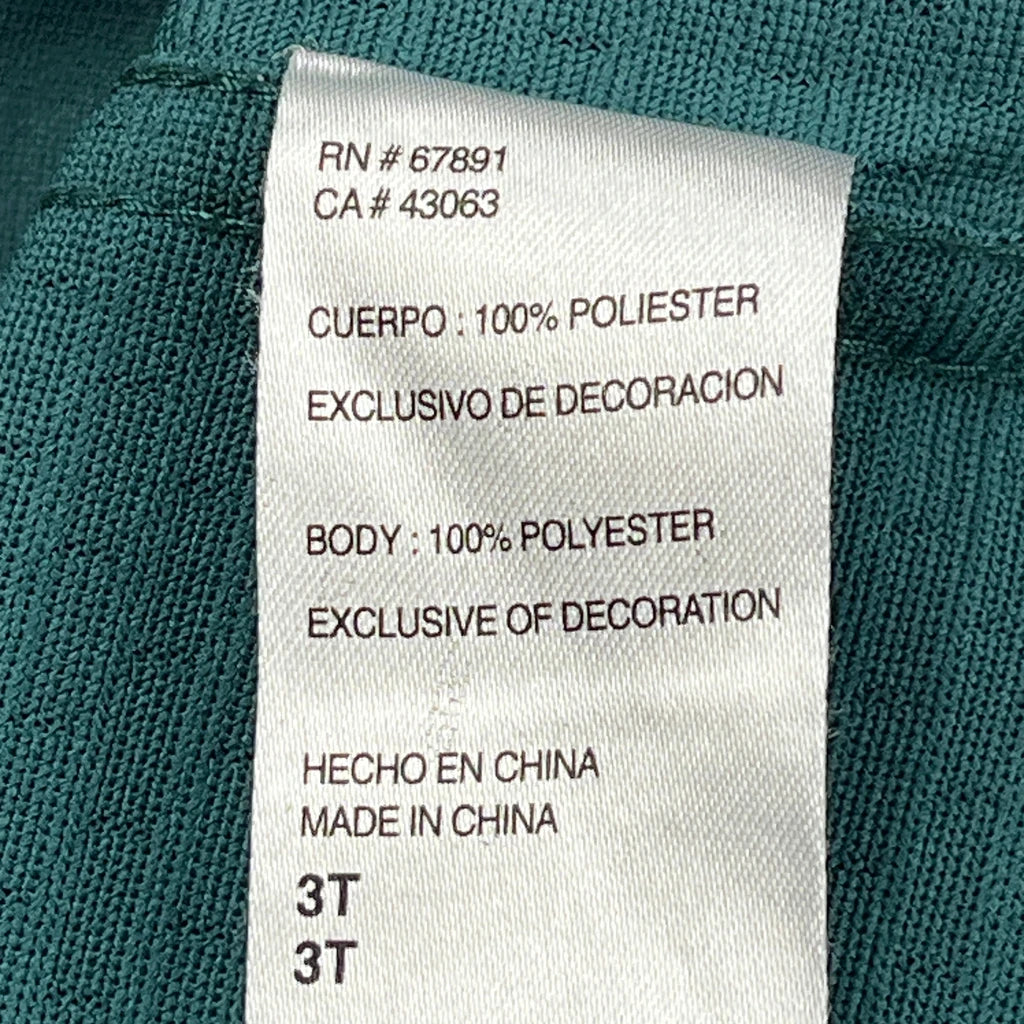 RN # 67891
CA # 43063
CUERPO : 100% POLIESTER
EXCLUSIVO DE DECORACION
BODY : 100% POLYESTER
EXCLUSIVE OF DECORATION
HECHO EN CHINA
MADE IN CHINA
3T
3T